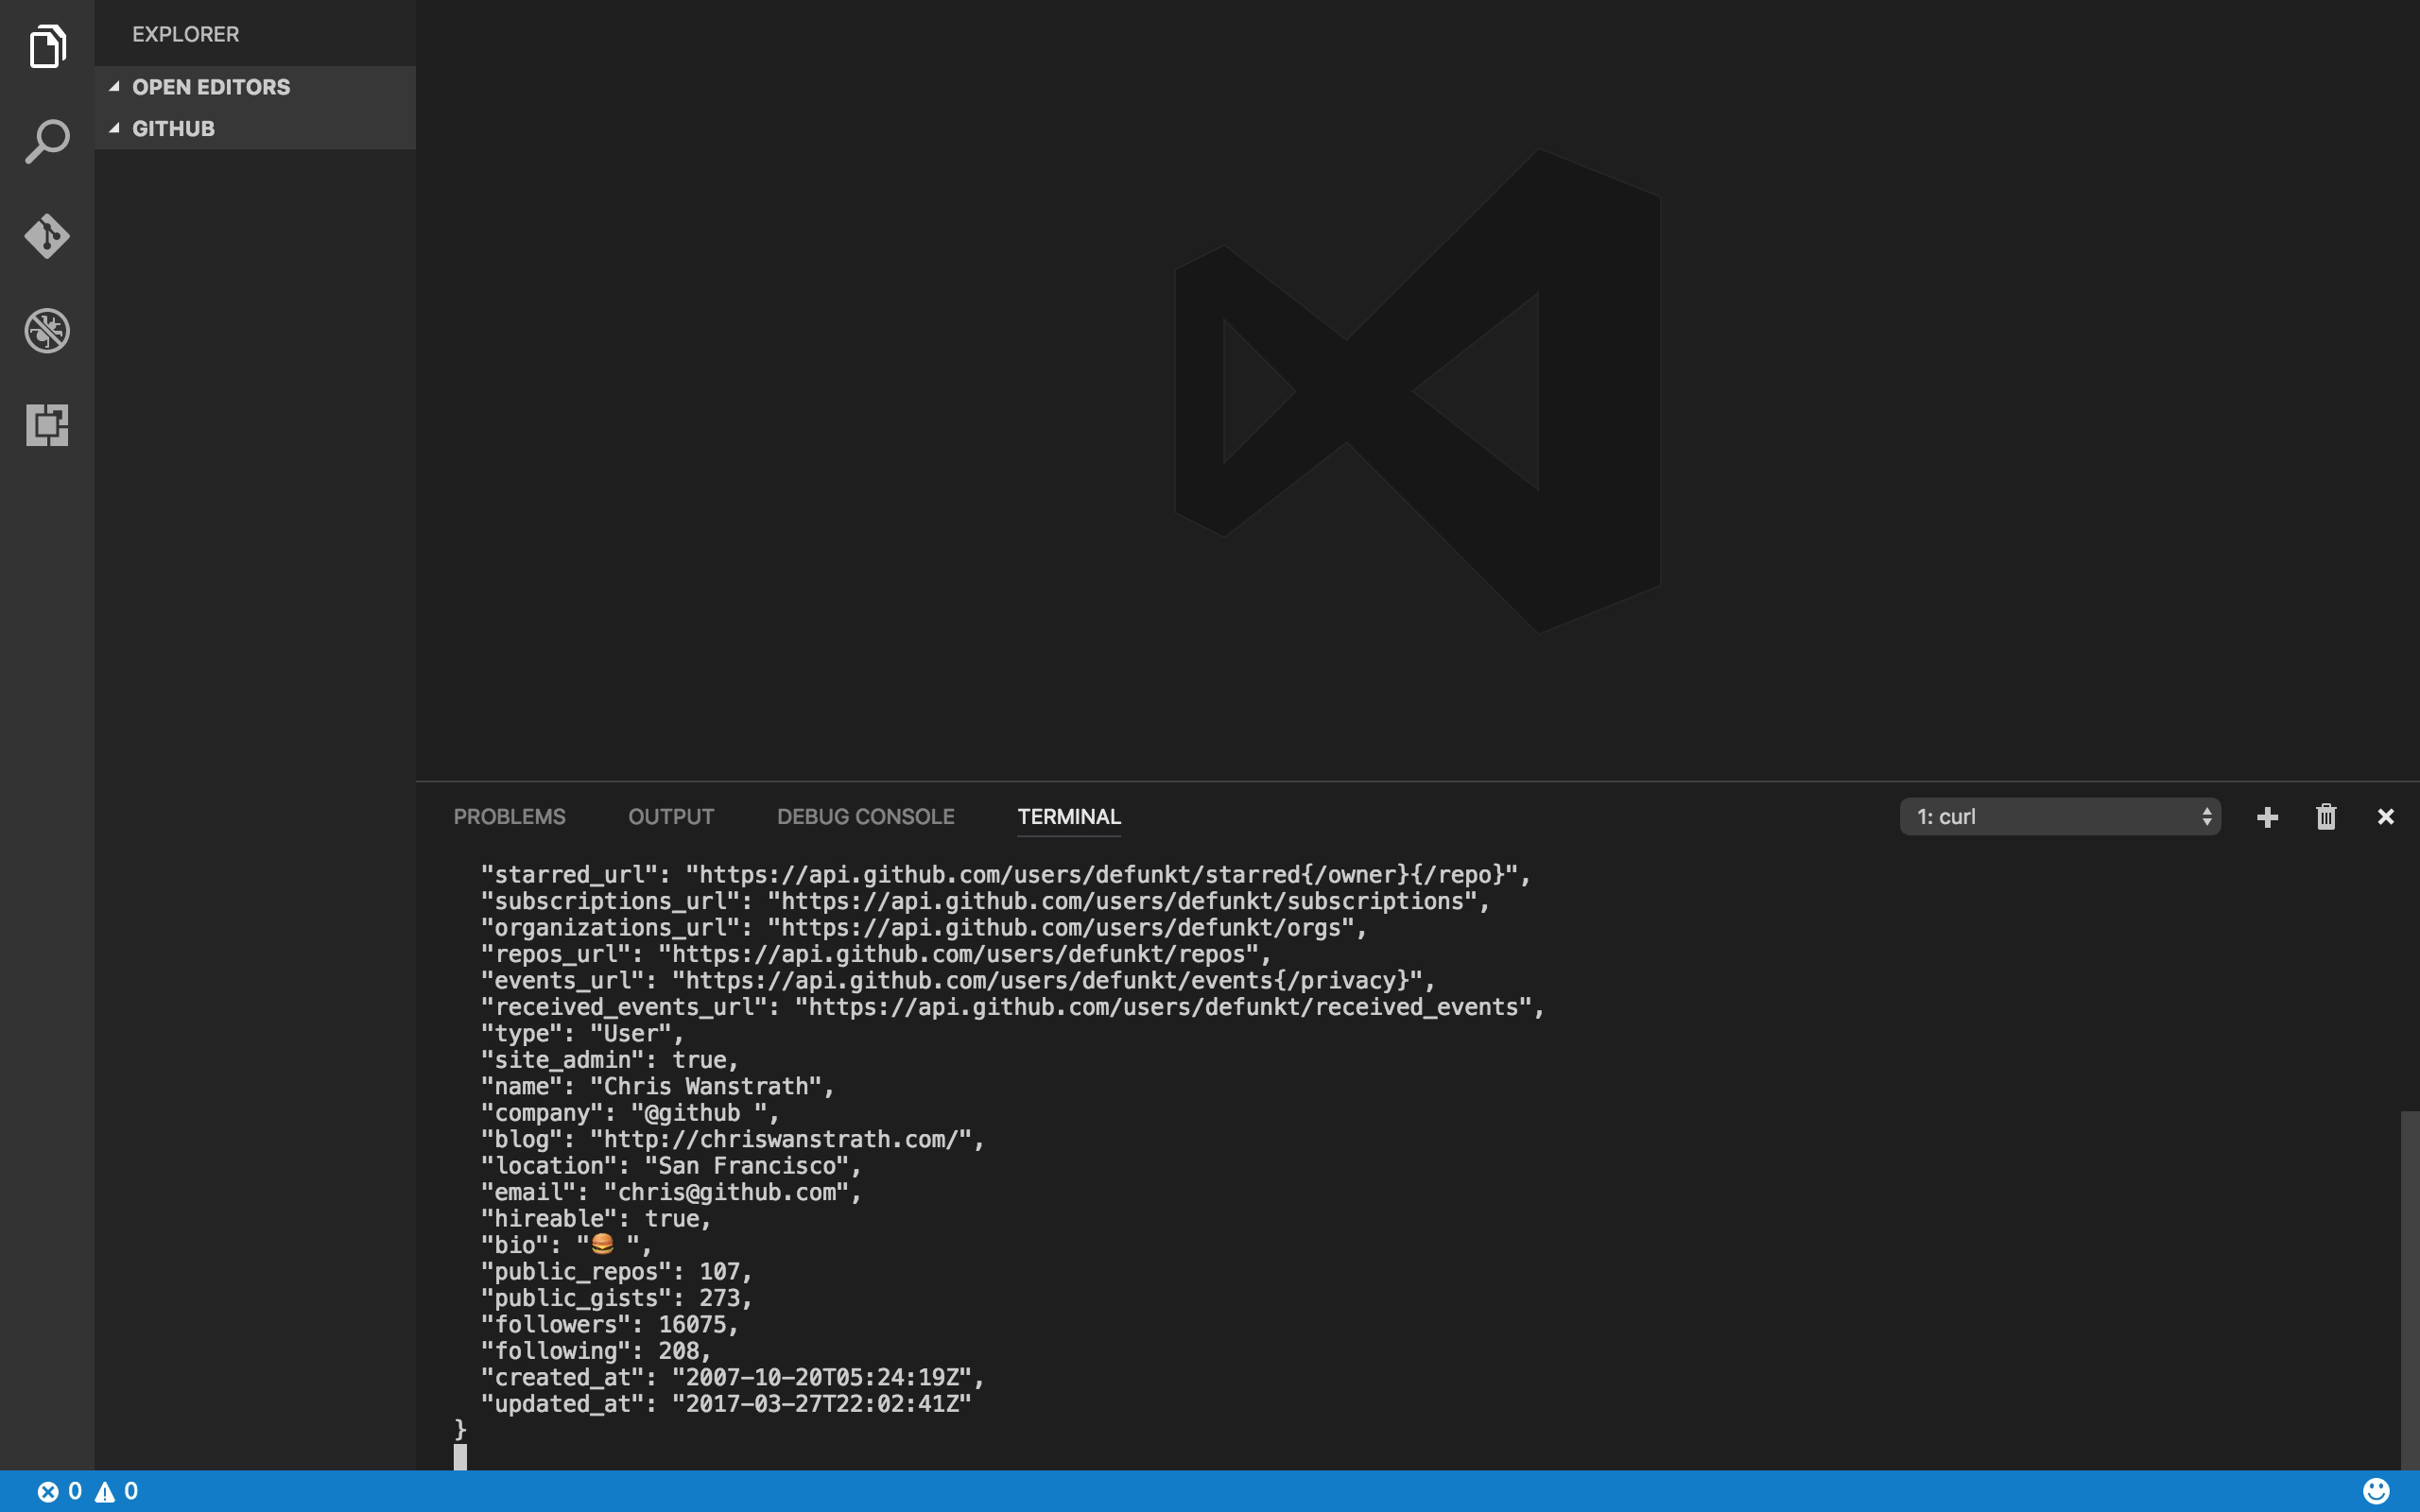 EXPLORER
OPEN EDITORS
GITHUB
PROBLEMS OUTPUT DEBUG CONSOLE TERMINAL 1: curl
"starred_url": "https://api.github.com/users/defunkt/starred{/owner}{/repo}",
"subscriptions_url": "https://api.github.com/users/defunkt/subscriptions",
"organizations_url": "https://api.github.com/users/defunkt/orgs",
"repos_url": "https://api.github.com/users/defunkt/repos",
"events_url": "https://api.github.com/users/defunkt/events{/privacy}",
"received_events_url": "https://api.github.com/users/defunkt/received_events",
"type": "User",
"site_admin": true,
"name": "Chris Wanstrath",
"company": "@github ",
"blog": "http://chriswanstrath.com/",
"location": "San Francisco",
"email": "chris@github.com",
"hireable": true,
"bio": "🍔 ",
"public_repos": 107,
"public_gists": 273,
"followers": 16075,
"following": 208,
"created_at": "2007-10-20T05:24:19Z",
"updated_at": "2017-03-27T22:02:41Z"
}
0 0